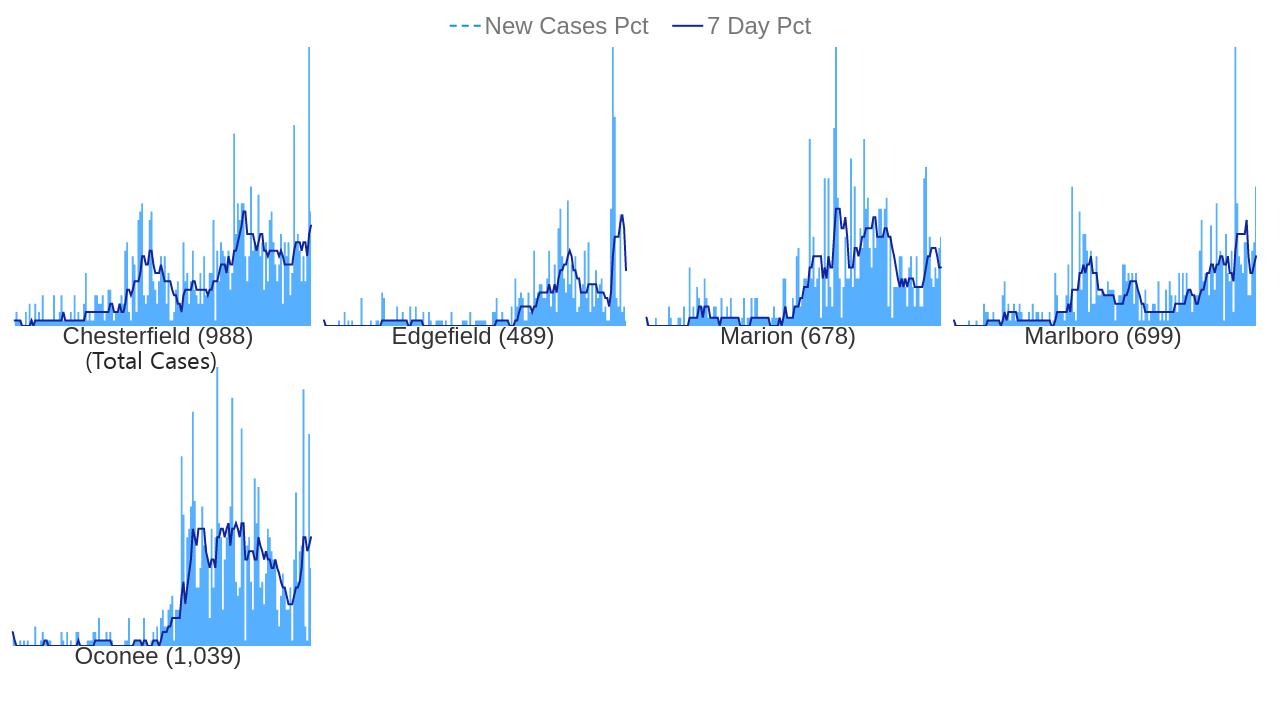 New Cases Pct 7 Day Pct
Chesterfield (988) Edgefield (489) Marion (678) Marlboro (699)
(Total Cases)
Oconee (1,039)